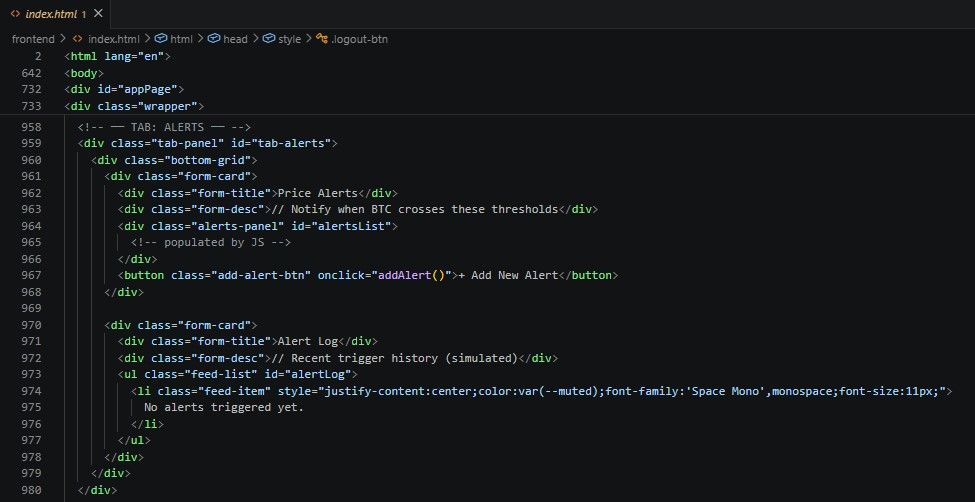 index.html 1 ×
frontend > index.html > html > head > style > .logout-btn
2 <html lang="en">
642 <body>
732 <div id="appPage">
733 <div class="wrapper">
958 <!-- ── TAB: ALERTS ── -->
959 <div class="tab-panel" id="tab-alerts">
960 <div class="bottom-grid">
961 <div class="form-card">
962 <div class="form-title">Price Alerts</div>
963 <div class="form-desc">// Notify when BTC crosses these thresholds</div>
964 <div class="alerts-panel" id="alertsList">
965 <!-- populated by JS -->
966 </div>
967 <button class="add-alert-btn" onclick="addAlert()">+ Add New Alert</button>
968 </div>
969
970 <div class="form-card">
971 <div class="form-title">Alert Log</div>
972 <div class="form-desc">// Recent trigger history (simulated)</div>
973 <ul class="feed-list" id="alertLog">
974 <li class="feed-item" style="justify-content:center;color:var(--muted);font-family:'Space Mono',monospace;font-size:11px;">
975 No alerts triggered yet.
976 </li>
977 </ul>
978 </div>
979 </div>
980 </div>